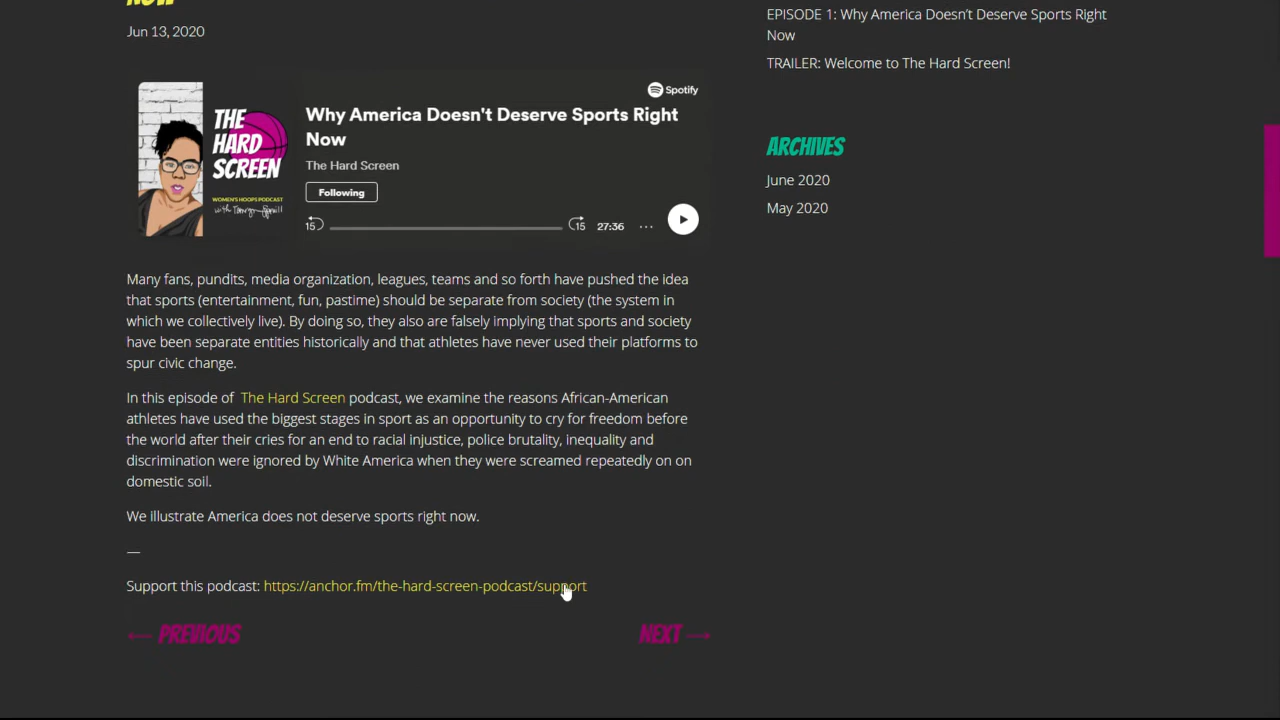 NOW
Jun 13, 2020
THE
HARD
SCREEN
WOMEN'S HOOPS PODCAST
Spotify
Why America Doesn't Deserve Sports Right
Now
The Hard Screen
Following
15
15
27:36
Many fans, pundits, media organization, leagues, teams and so forth have pushed the idea
that sports (entertainment, fun, pastime) should be separate from society (the system in
which we collectively live). By doing so, they also are falsely implying that sports and society
have been separate entities historically and that athletes have never used their platforms to
spur civic change.
In this episode of The Hard Screen podcast, we examine the reasons African-American
athletes have used the biggest stages in sport as an opportunity to cry for freedom before
the world after their cries for an end to racial injustice, police brutality, inequality and
discrimination were ignored by White America when they were screamed repeatedly on on
domestic soil.
We illustrate America does not deserve sports right now.
—
Support this podcast: https://anchor.fm/the-hard-screen-podcast/support
← PREVIOUS
NEXT →
EPISODE 1: Why America Doesn't Deserve Sports Right
Now
TRAILER: Welcome to The Hard Screen!
ARCHIVES
June 2020
May 2020